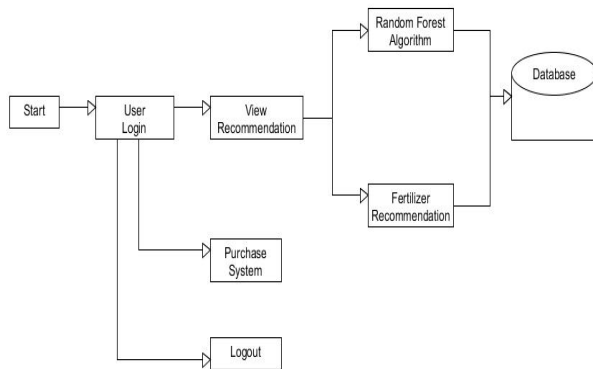 Start
User
Login
View
Recommendation
Random Forest
Algorithm
Fertilizer
Recommendation
Database
Purchase
System
Logout